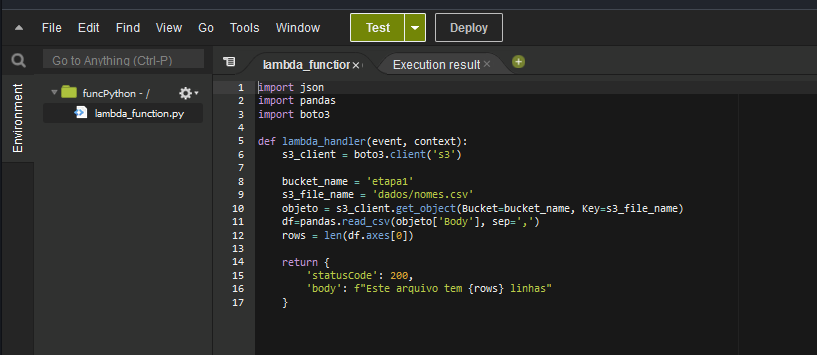 File Edit Find View Go Tools Window Test Deploy
Go to Anything (Ctrl-P)
lambda_function
Execution result
Environment
funcPython - /
lambda_function.py
1 import json
2 import pandas
3 import boto3
4
5 def lambda_handler(event, context):
6 s3_client = boto3.client('s3')
7
8 bucket_name = 'etapa1'
9 s3_file_name = 'dados/nomes.csv'
10 objeto = s3_client.get_object(Bucket=bucket_name, Key=s3_file_name)
11 df=pandas.read_csv(objeto['Body'], sep=',')
12 rows = len(df.axes[0])
13
14 return {
15 'statusCode': 200,
16 'body': f"Este arquivo tem {rows} linhas"
17 }